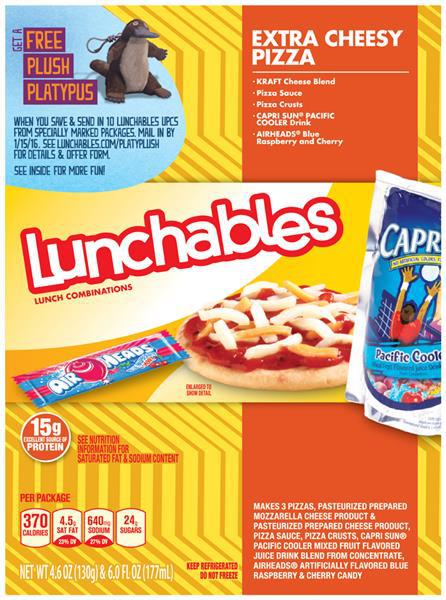 GET A
FREE
PLUSH
PLATYPUS
WHEN YOU SAVE & SEND IN 10 LUNCHABLES UPCS
FROM SPECIALLY MARKED PACKAGES. MAIL IN BY
1/15/16. SEE LUNCHABLES.COM/PLATYPLUSH
FOR DETAILS & OFFER FORM.
SEE INSIDE FOR MORE FUN!
EXTRA CHEESY
PIZZA
· KRAFT Cheese Blend
· Pizza Sauce
· Pizza Crusts
· CAPRI SUN® PACIFIC
COOLER Drink
· AIRHEADS® Blue
Raspberry and Cherry
Lunchables
LUNCH COMBINATIONS
CAPR
NO ARTIFICIAL COLORS
Pacific Coole
AIRHEADS
ENLARGED TO
SHOW DETAIL
15g
EXCELLENT SOURCE OF
PROTEIN
SEE NUTRITION
INFORMATION FOR
SATURATED FAT & SODIUM CONTENT
PER PACKAGE
370
CALORIES
4.5g
SAT FAT
23% DV
640mg
SODIUM
27% DV
24g
SUGARS
NET WT 4.6 OZ (130g) & 6.0 FL OZ (177mL)
KEEP REFRIGERATED
DO NOT FREEZE
MAKES 3 PIZZAS, PASTEURIZED PREPARED
MOZZARELLA CHEESE PRODUCT &
PASTEURIZED PREPARED CHEESE PRODUCT,
PIZZA SAUCE, PIZZA CRUSTS, CAPRI SUN®
PACIFIC COOLER MIXED FRUIT FLAVORED
JUICE DRINK BLEND FROM CONCENTRATE,
AIRHEADS® ARTIFICIALLY FLAVORED BLUE
RASPBERRY & CHERRY CANDY